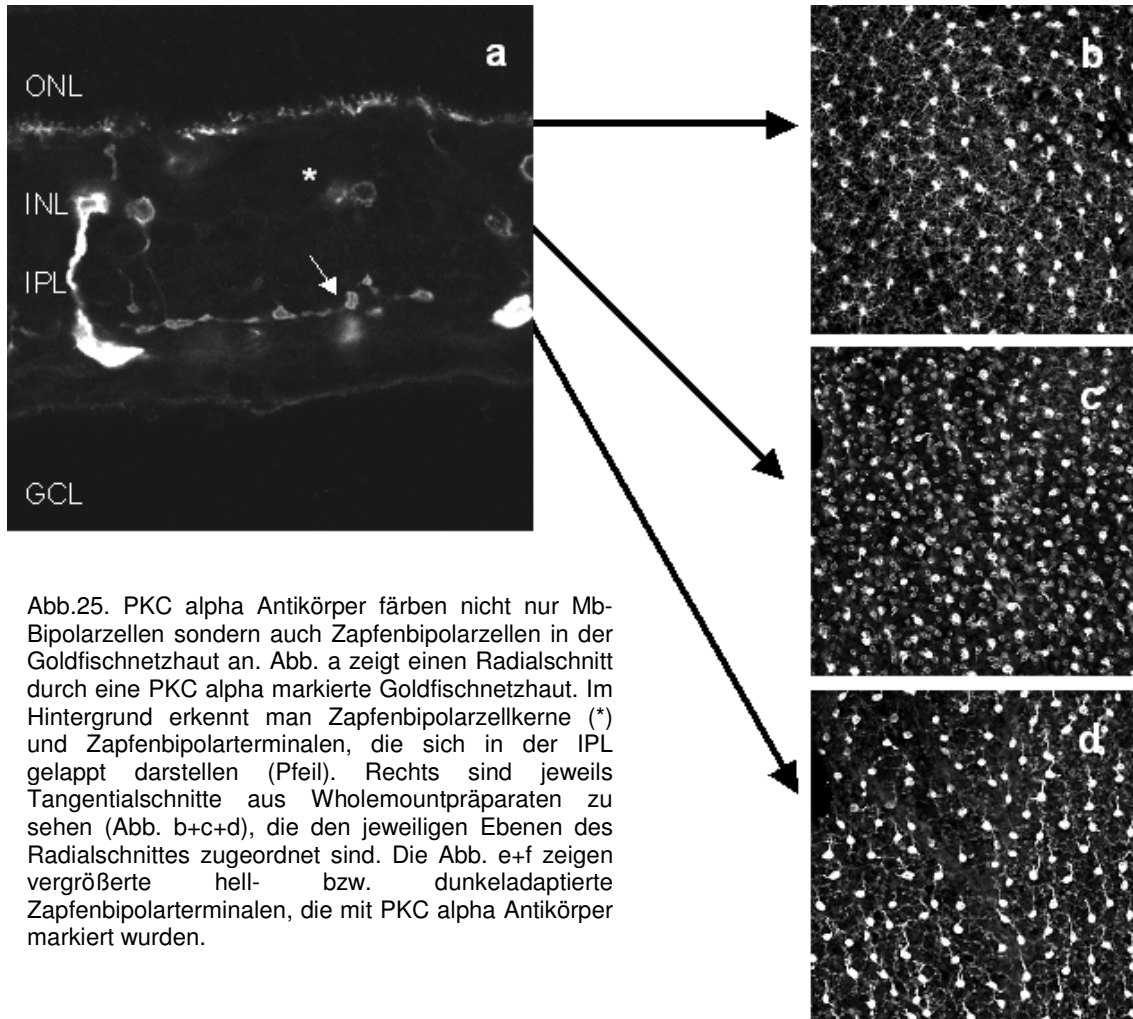 a
ONL
*
INL
IPL
GCL
b
c
d
Abb.25. PKC alpha Antikörper färben nicht nur Mb-
Bipolarzellen sondern auch Zapfenbipolarzellen in der
Goldfischnetzhaut an. Abb. a zeigt einen Radialschnitt
durch eine PKC alpha markierte Goldfischnetzhaut. Im
Hintergrund erkennt man Zapfenbipolarzellkerne (*)
und Zapfenbipolarterminalen, die sich in der IPL
gelappt darstellen (Pfeil). Rechts sind jeweils
Tangentialschnitte aus Wholemountpräparaten zu
sehen (Abb. b+c+d), die den jeweiligen Ebenen des
Radialschnittes zugeordnet sind. Die Abb. e+f zeigen
vergrößerte hell- bzw. dunkeladaptierte
Zapfenbipolarterminalen, die mit PKC alpha Antikörper
markiert wurden.